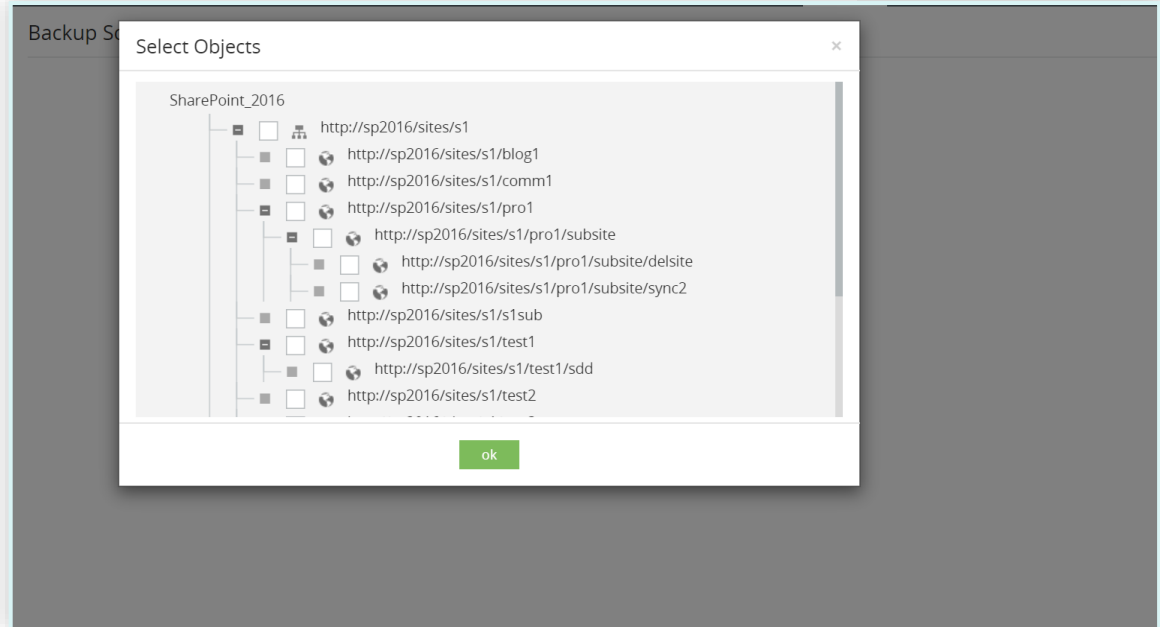 Backup Sc
Select Objects
×
SharePoint_2016
http://sp2016/sites/s1
http://sp2016/sites/s1/blog1
http://sp2016/sites/s1/comm1
http://sp2016/sites/s1/pro1
http://sp2016/sites/s1/pro1/subsite
http://sp2016/sites/s1/pro1/subsite/delsite
http://sp2016/sites/s1/pro1/subsite/sync2
http://sp2016/sites/s1/s1sub
http://sp2016/sites/s1/test1
http://sp2016/sites/s1/test1/sdd
http://sp2016/sites/s1/test2
ok